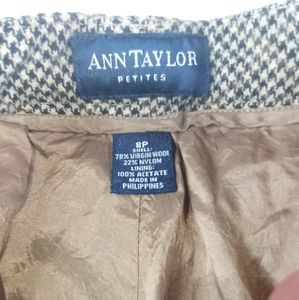 ANN TAYLOR
PETITES
8P
SHELL:
78% VIRGIN WOOL
22% NYLON
LINING:
100% ACETATE
MADE IN
PHILIPPINES